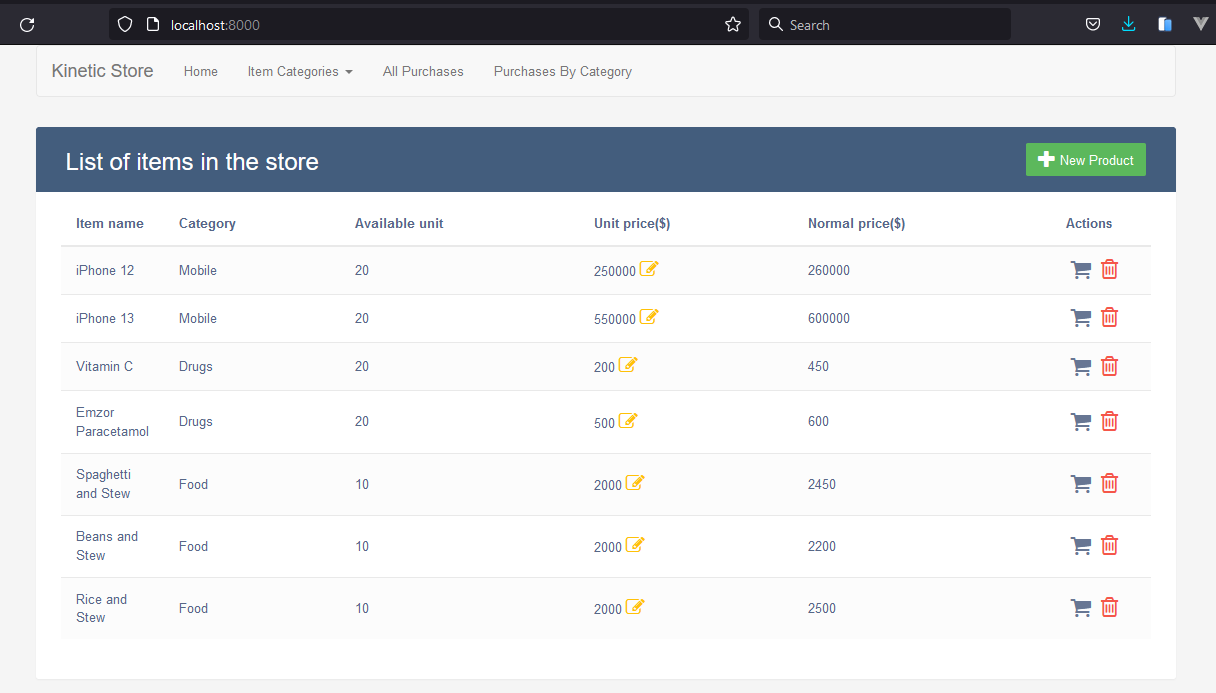 localhost:8000
Search
Kinetic Store Home Item Categories All Purchases Purchases By Category
List of items in the store
New Product
Item name Category Available unit Unit price($) Normal price($) Actions
iPhone 12 Mobile 20 250000 260000
iPhone 13 Mobile 20 550000 600000
Vitamin C Drugs 20 200 450
Emzor
Paracetamol Drugs 20 500 600
Spaghetti
and Stew Food 10 2000 2450
Beans and
Stew Food 10 2000 2200
Rice and
Stew Food 10 2000 2500